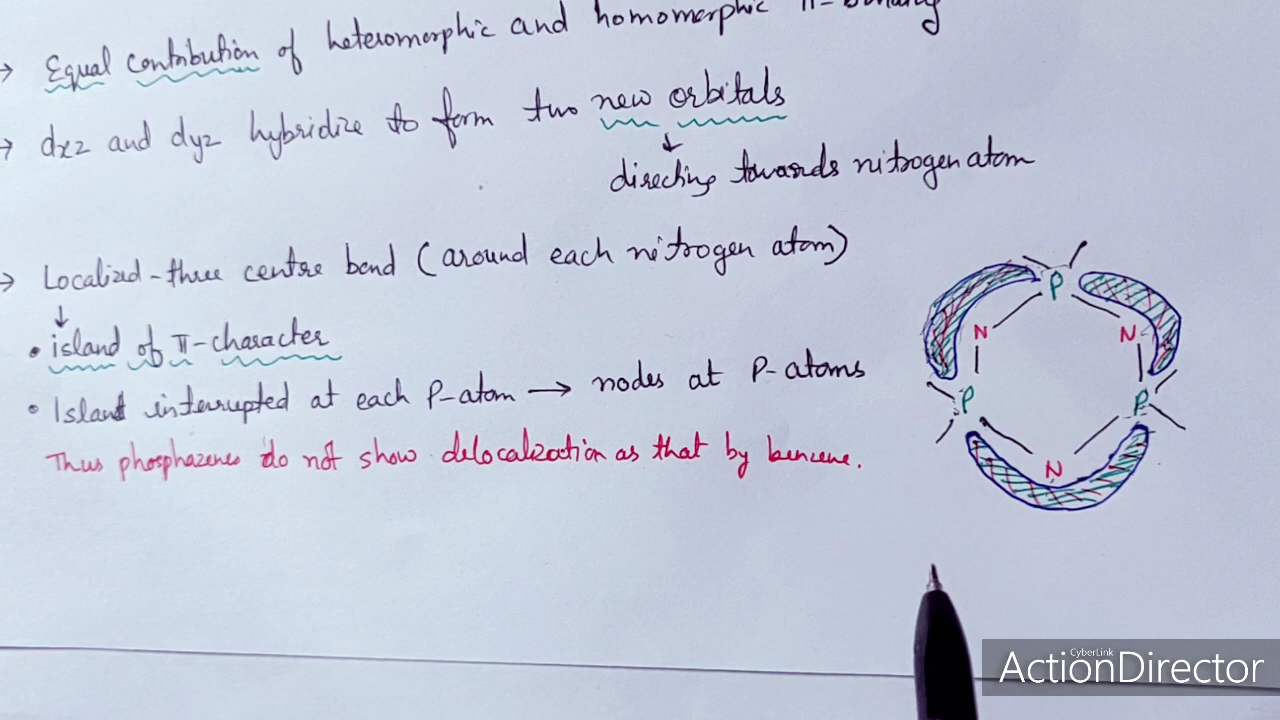 → Equal contribution of heteromorphic and homomorphic π-bonding
→ dxz and dyz hybridize to form two new orbitals
↓
directing towards nitrogen atom
→ Localized-three centre bond (around each nitrogen atom)
↓
• island of π-character
• Island interrupted at each P-atom → nodes at P-atoms
Thus phosphazenes do not show delocalization as that by benzene.
P
N N
P P
N
CyberLink
ActionDirector